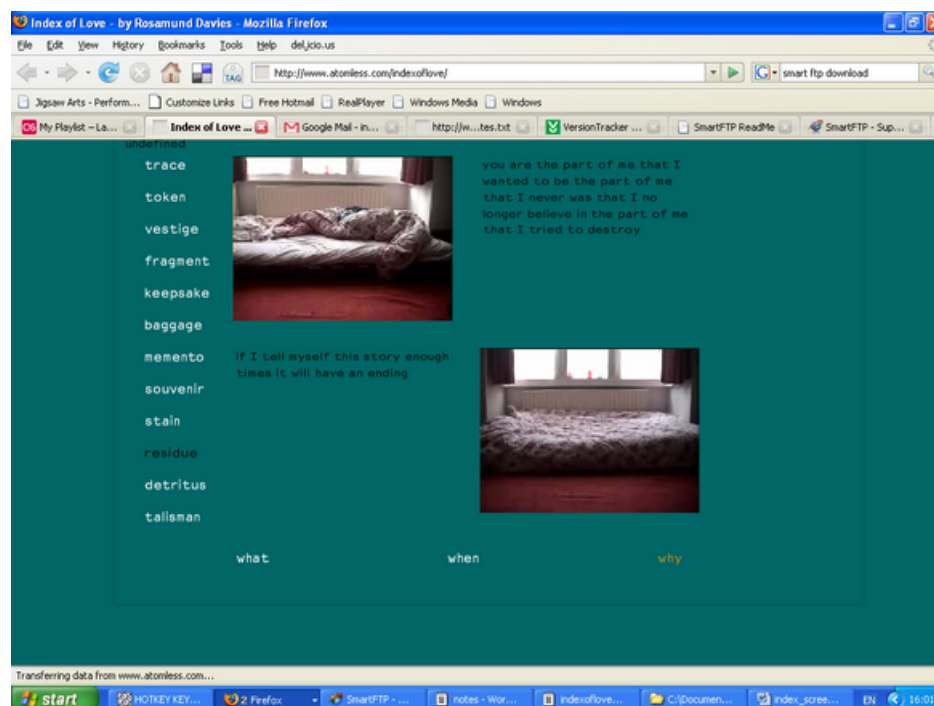 Index of Love - by Rosamund Davies - Mozilla Firefox
File Edit View History Bookmarks Tools Help del.icio.us
TAG http://www.atomless.com/indexoflove/ G smart ftp download
Jigsaw Arts - Perform... Customize Links Free Hotmail RealPlayer Windows Media Windows
My Playlist – La... Index of Love ... Google Mail - in... http://w...tes.txt VersionTracker ... SmartFTP ReadMe SmartFTP - Sup...
undefined
trace
token
vestige
fragment
keepsake
baggage
memento
souvenir
stain
residue
detritus
talisman
you are the part of me that I
wanted to be the part of me
that I never was that I no
longer believe in the part of me
that I tried to destroy
if I tell myself this story enough
times it will have an ending
what when why
Transferring data from www.atomless.com...
start HOTKEY KEY... 2 Firefox SmartFTP - ... notes - Wor... indexoflove... C:\Documen... index_scree... EN 16:01